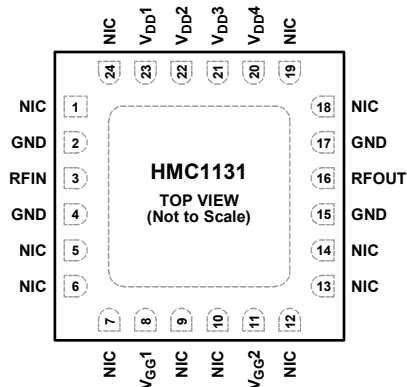 NIC VDD1 VDD2 VDD3 VDD4 NIC
24 23 22 21 20 19
NIC 1 18 NIC
GND 2 17 GND
RFIN 3 16 RFOUT
GND 4 15 GND
NIC 5 14 NIC
NIC 6 13 NIC
HMC1131
TOP VIEW
(Not to Scale)
7 8 9 10 11 12
NIC VGG1 NIC NIC VGG2 NIC